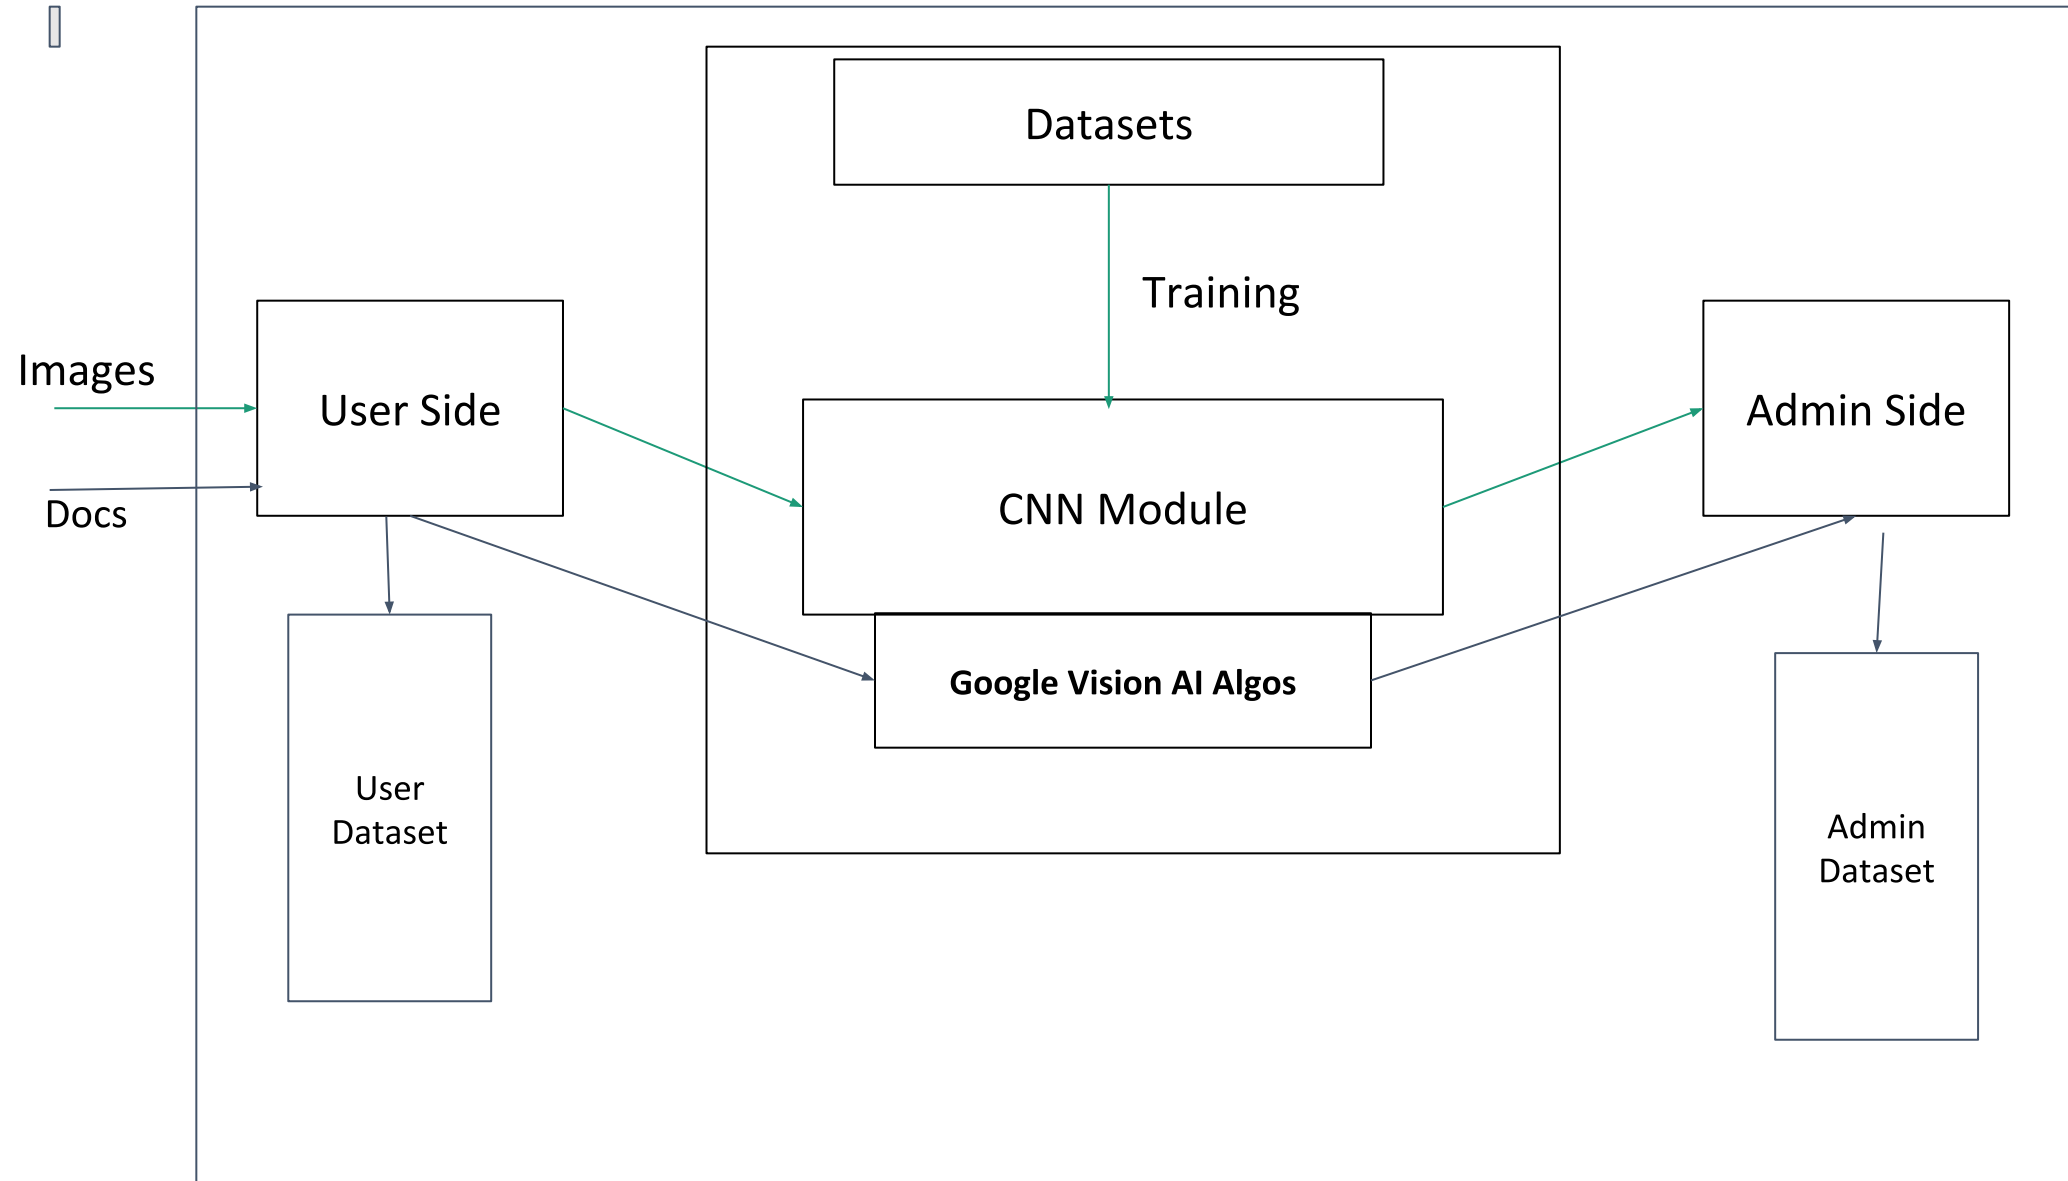 Datasets
Training
Images
User Side
Admin Side
CNN Module
Docs
Google Vision AI Algos
User
Dataset
Admin
Dataset